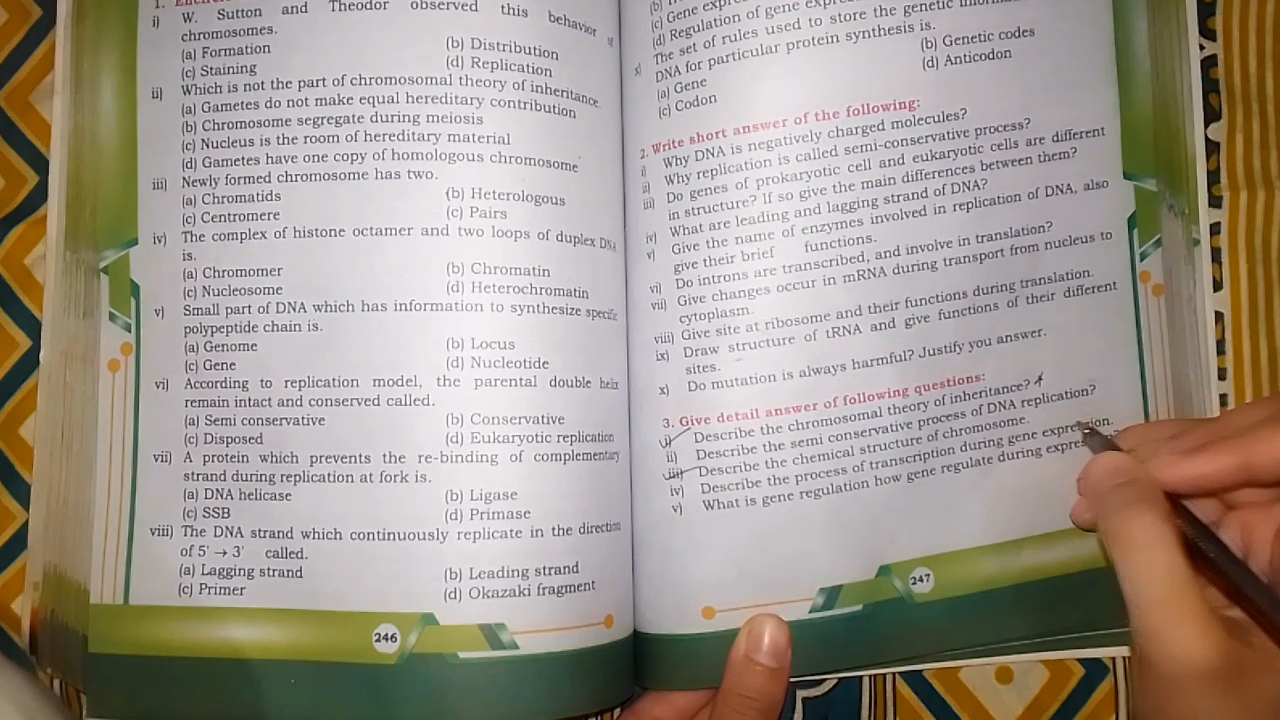 1.
i) W. Sutton and Theodor observed this behavior of
chromosomes.
(a) Formation (b) Distribution
(c) Staining (d) Replication
ii) Which is not the part of chromosomal theory of inheritance
(a) Gametes do not make equal hereditary contribution
(b) Chromosome segregate during meiosis
(c) Nucleus is the room of hereditary material
(d) Gametes have one copy of homologous chromosome
iii) Newly formed chromosome has two.
(a) Chromatids (b) Heterologous
(c) Centromere (c) Pairs
iv) The complex of histone octamer and two loops of duplex DNA
is.
(a) Chromomer (b) Chromatin
(c) Nucleosome (d) Heterochromatin
v) Small part of DNA which has information to synthesize specific
polypeptide chain is.
(a) Genome (b) Locus
(c) Gene (d) Nucleotide
vi) According to replication model, the parental double helix
remain intact and conserved called.
(a) Semi conservative (b) Conservative
(c) Disposed (d) Eukaryotic replication
vii) A protein which prevents the re-binding of complementary
strand during replication at fork is.
(a) DNA helicase (b) Ligase
(c) SSB (d) Primase
viii) The DNA strand which continuously replicate in the direction
of 5' → 3' called.
(a) Lagging strand (b) Leading strand
(c) Primer (d) Okazaki fragment
246
(b)
(c) Gene
(d) Regulation of gene
x) The set of rules used to store the genetic
DNA for particular protein synthesis is.
(a) Gene (b) Genetic codes
(c) Codon (d) Anticodon
2. Write short answer of the following:
i) Why DNA is negatively charged molecules?
ii) Why replication is called semi-conservative process?
iii) Do genes of prokaryotic cell and eukaryotic cells are different
in structure? If so give the main differences between them?
iv) What are leading and lagging strand of DNA?
v) Give the name of enzymes involved in replication of DNA, also
give their brief functions.
vi) Do introns are transcribed, and involve in translation?
vii) Give changes occur in mRNA during transport from nucleus to
cytoplasm.
viii) Give site at ribosome and their functions during translation.
ix) Draw structure of tRNA and give functions of their different
sites.
x) Do mutation is always harmful? Justify you answer.
3. Give detail answer of following questions:
i) Describe the chromosomal theory of inheritance?
ii) Describe the semi conservative process of DNA replication?
iii) Describe the chemical structure of chromosome.
iv) Describe the process of transcription during gene expression.
v) What is gene regulation how gene regulate during
247